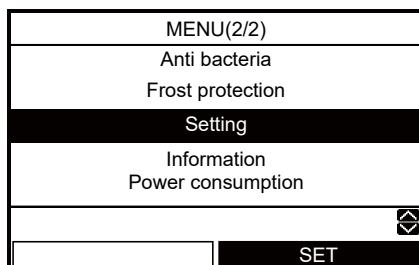 MENU(2/2)
Anti bacteria
Frost protection
Setting
Information
Power consumption
SET